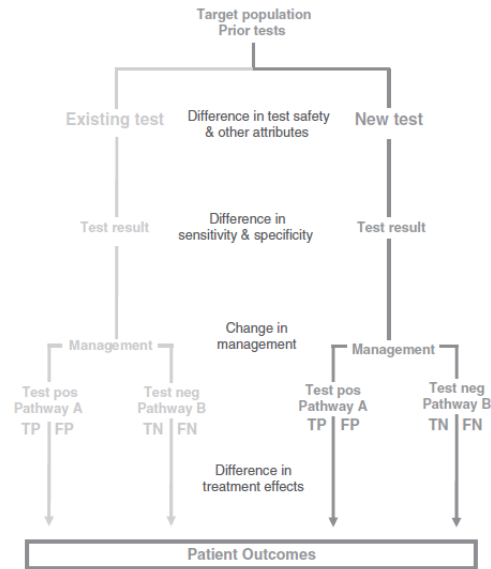 Target population
Prior tests
Existing test
Difference in test safety
& other attributes
New test
Test result
Difference in
sensitivity & specificity
Test result
Change in
management
Management
Management
Test pos
Pathway A
TP FP
Test neg
Pathway B
TN FN
Test pos
Pathway A
TP FP
Test neg
Pathway B
TN FN
Difference in
treatment effects
Patient Outcomes